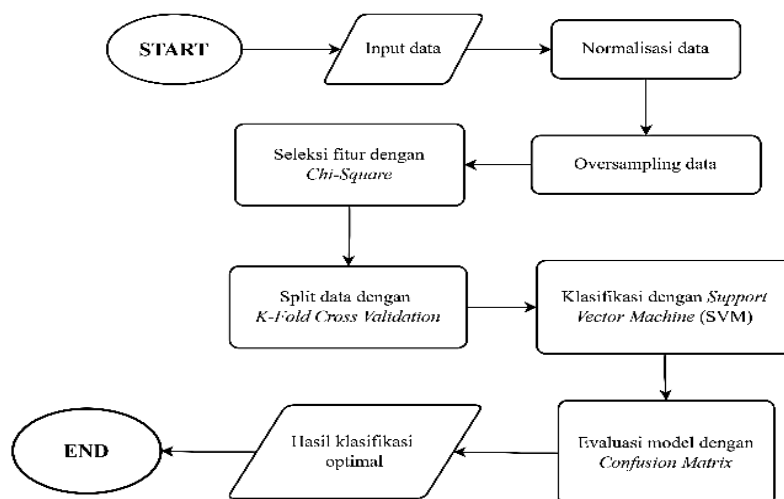 START
Input data
Normalisasi data
Oversampling data
Seleksi fitur dengan
Chi-Square
Split data dengan
K-Fold Cross Validation
Klasifikasi dengan Support
Vector Machine (SVM)
Evaluasi model dengan
Confusion Matrix
Hasil klasifikasi
optimal
END